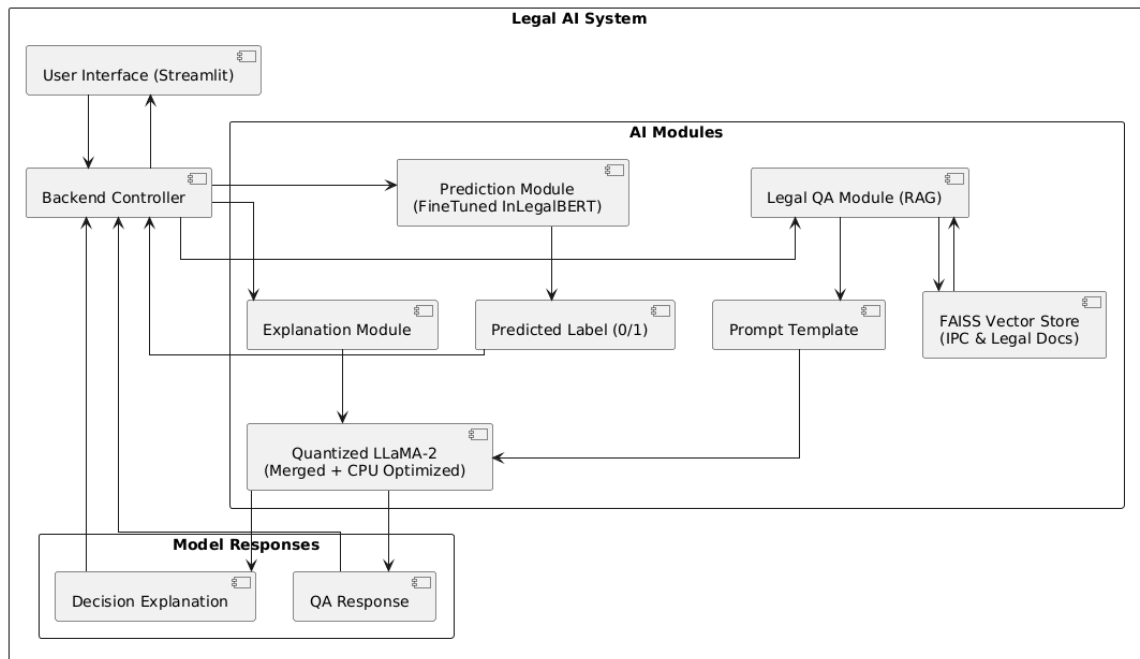 Legal AI System
User Interface (Streamlit)
AI Modules
Backend Controller
Prediction Module
(FineTuned InLegalBERT)
Legal QA Module (RAG)
Explanation Module
Predicted Label (0/1)
Prompt Template
FAISS Vector Store
(IPC & Legal Docs)
Quantized LLaMA-2
(Merged + CPU Optimized)
Model Responses
Decision Explanation
QA Response